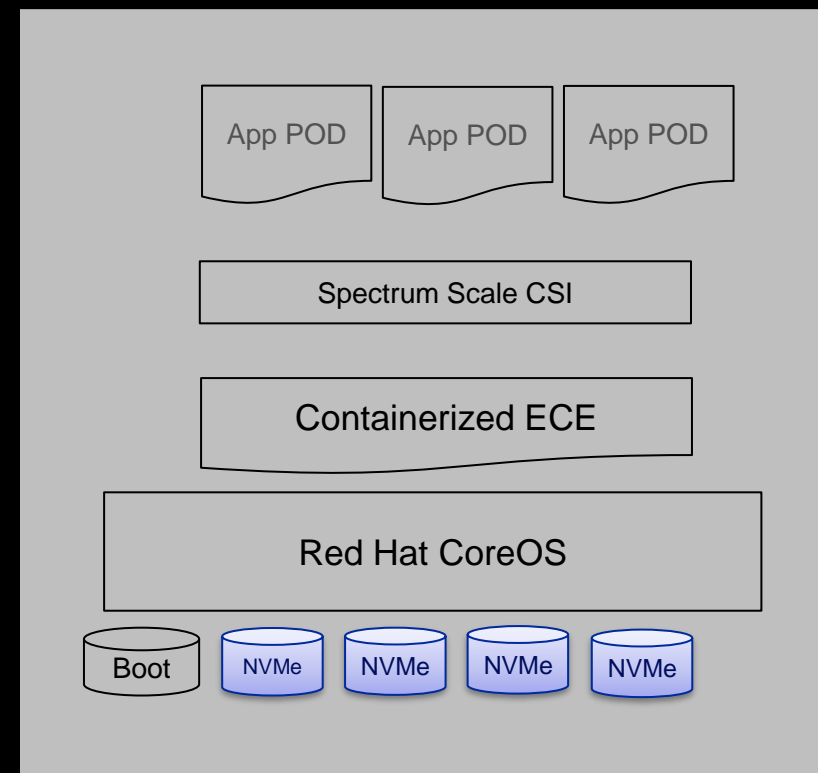 App POD
App POD
App POD
Spectrum Scale CSI
Containerized ECE
Red Hat CoreOS
Boot
NVMe
NVMe
NVMe
NVMe